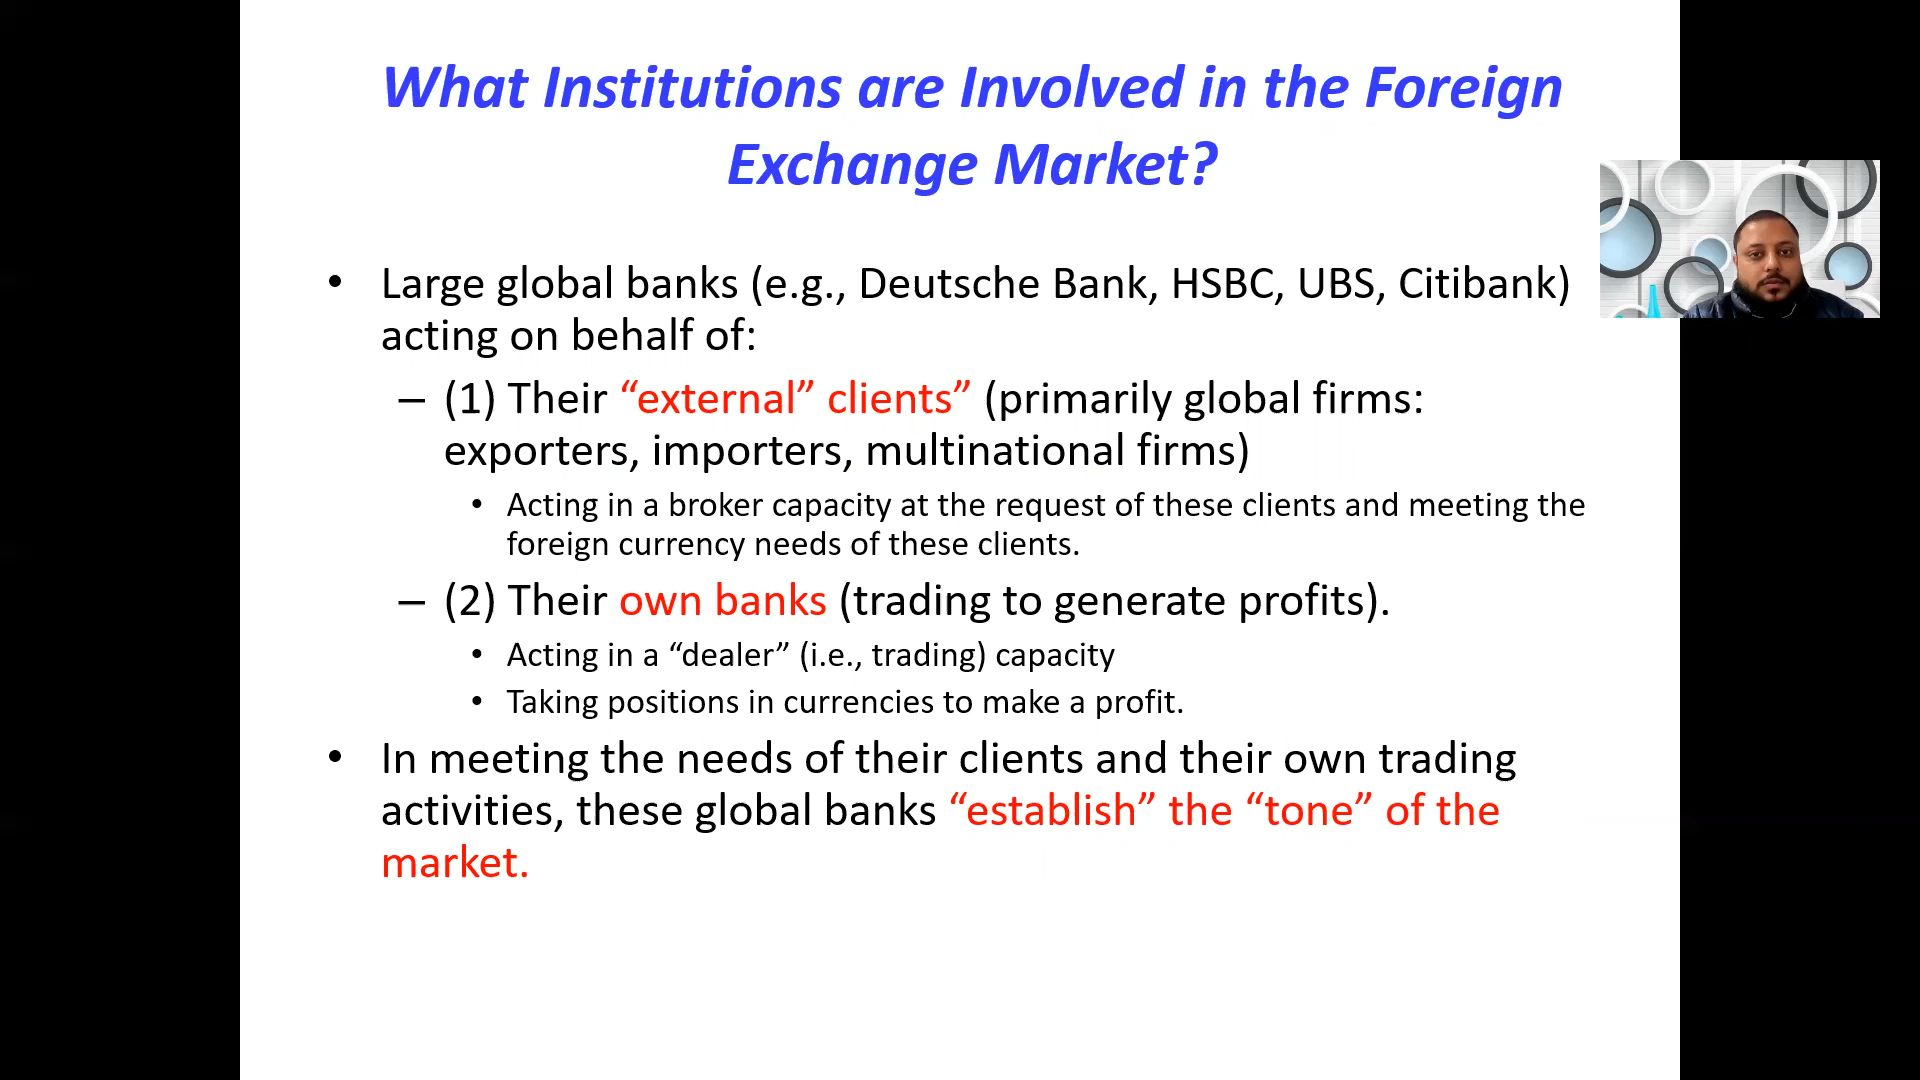 What Institutions are Involved in the Foreign
Exchange Market?
• Large global banks (e.g., Deutsche Bank, HSBC, UBS, Citibank)
acting on behalf of:
– (1) Their “external” clients” (primarily global firms:
exporters, importers, multinational firms)
• Acting in a broker capacity at the request of these clients and meeting the
foreign currency needs of these clients.
– (2) Their own banks (trading to generate profits).
• Acting in a “dealer” (i.e., trading) capacity
• Taking positions in currencies to make a profit.
• In meeting the needs of their clients and their own trading
activities, these global banks “establish” the “tone” of the
market.